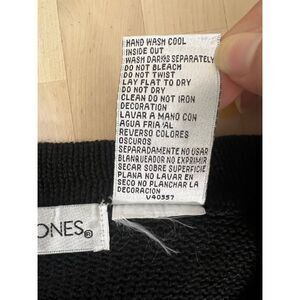 HAND WASH COOL
INSIDE OUT
WASH DARKS SEPARATELY
DO NOT BLEACH
DO NOT TWIST
LAY FLAT TO DRY
DO NOT DRY
CLEAN DO NOT IRON
DECORATION
LAVAR A MANO CON
AGUA FRIA AL
REVERSO COLORES
OSCUROS
SEPARADAMENTE NO USAR
BLANQUEADOR NO EXPRIMIR
SECAR SOBRE SUPERFICIE
PLANA NO LAVAR EN
SECO NO PLANCHAR LA
DECORACION
V40357
ONES®